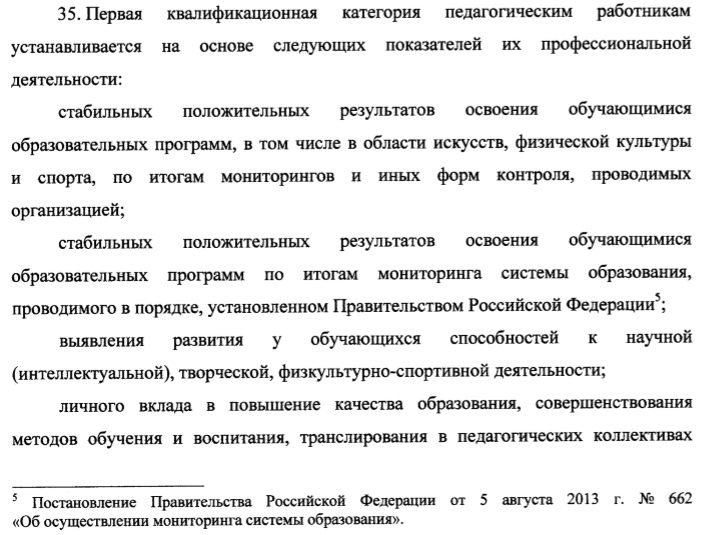 35. Первая квалификационная категория педагогическим работникам
устанавливается на основе следующих показателей их профессиональной
деятельности:
стабильных положительных результатов освоения обучающимися
образовательных программ, в том числе в области искусств, физической культуры
и спорта, по итогам мониторингов и иных форм контроля, проводимых
организацией;
стабильных положительных результатов освоения обучающимися
образовательных программ по итогам мониторинга системы образования,
проводимого в порядке, установленном Правительством Российской Федерации⁵;
выявления развития у обучающихся способностей к научной
(интеллектуальной), творческой, физкультурно-спортивной деятельности;
личного вклада в повышение качества образования, совершенствования
методов обучения и воспитания, транслирования в педагогических коллективах
⁵ Постановление Правительства Российской Федерации от 5 августа 2013 г. № 662
«Об осуществлении мониторинга системы образования».